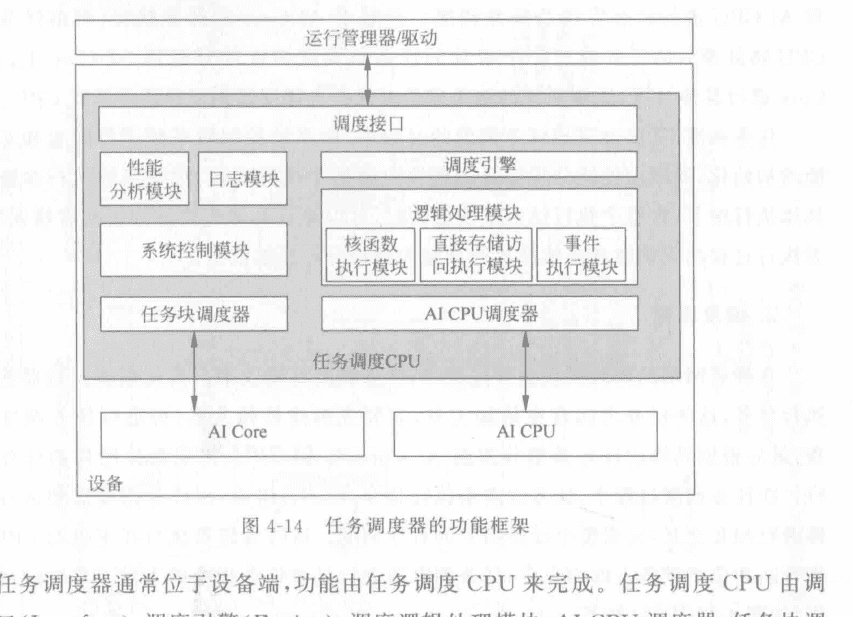 运行管理器/驱动
调度接口
性能
分析模块
日志模块
调度引擎
逻辑处理模块
系统控制模块
核函数
执行模块
直接存储访
问执行模块
事件
执行模块
任务块调度器
AI CPU调度器
任务调度CPU
AI Core
AI CPU
设备
图 4-14 任务调度器的功能框架
任务调度器通常位于设备端,功能由任务调度 CPU 来完成。任务调度 CPU 由调